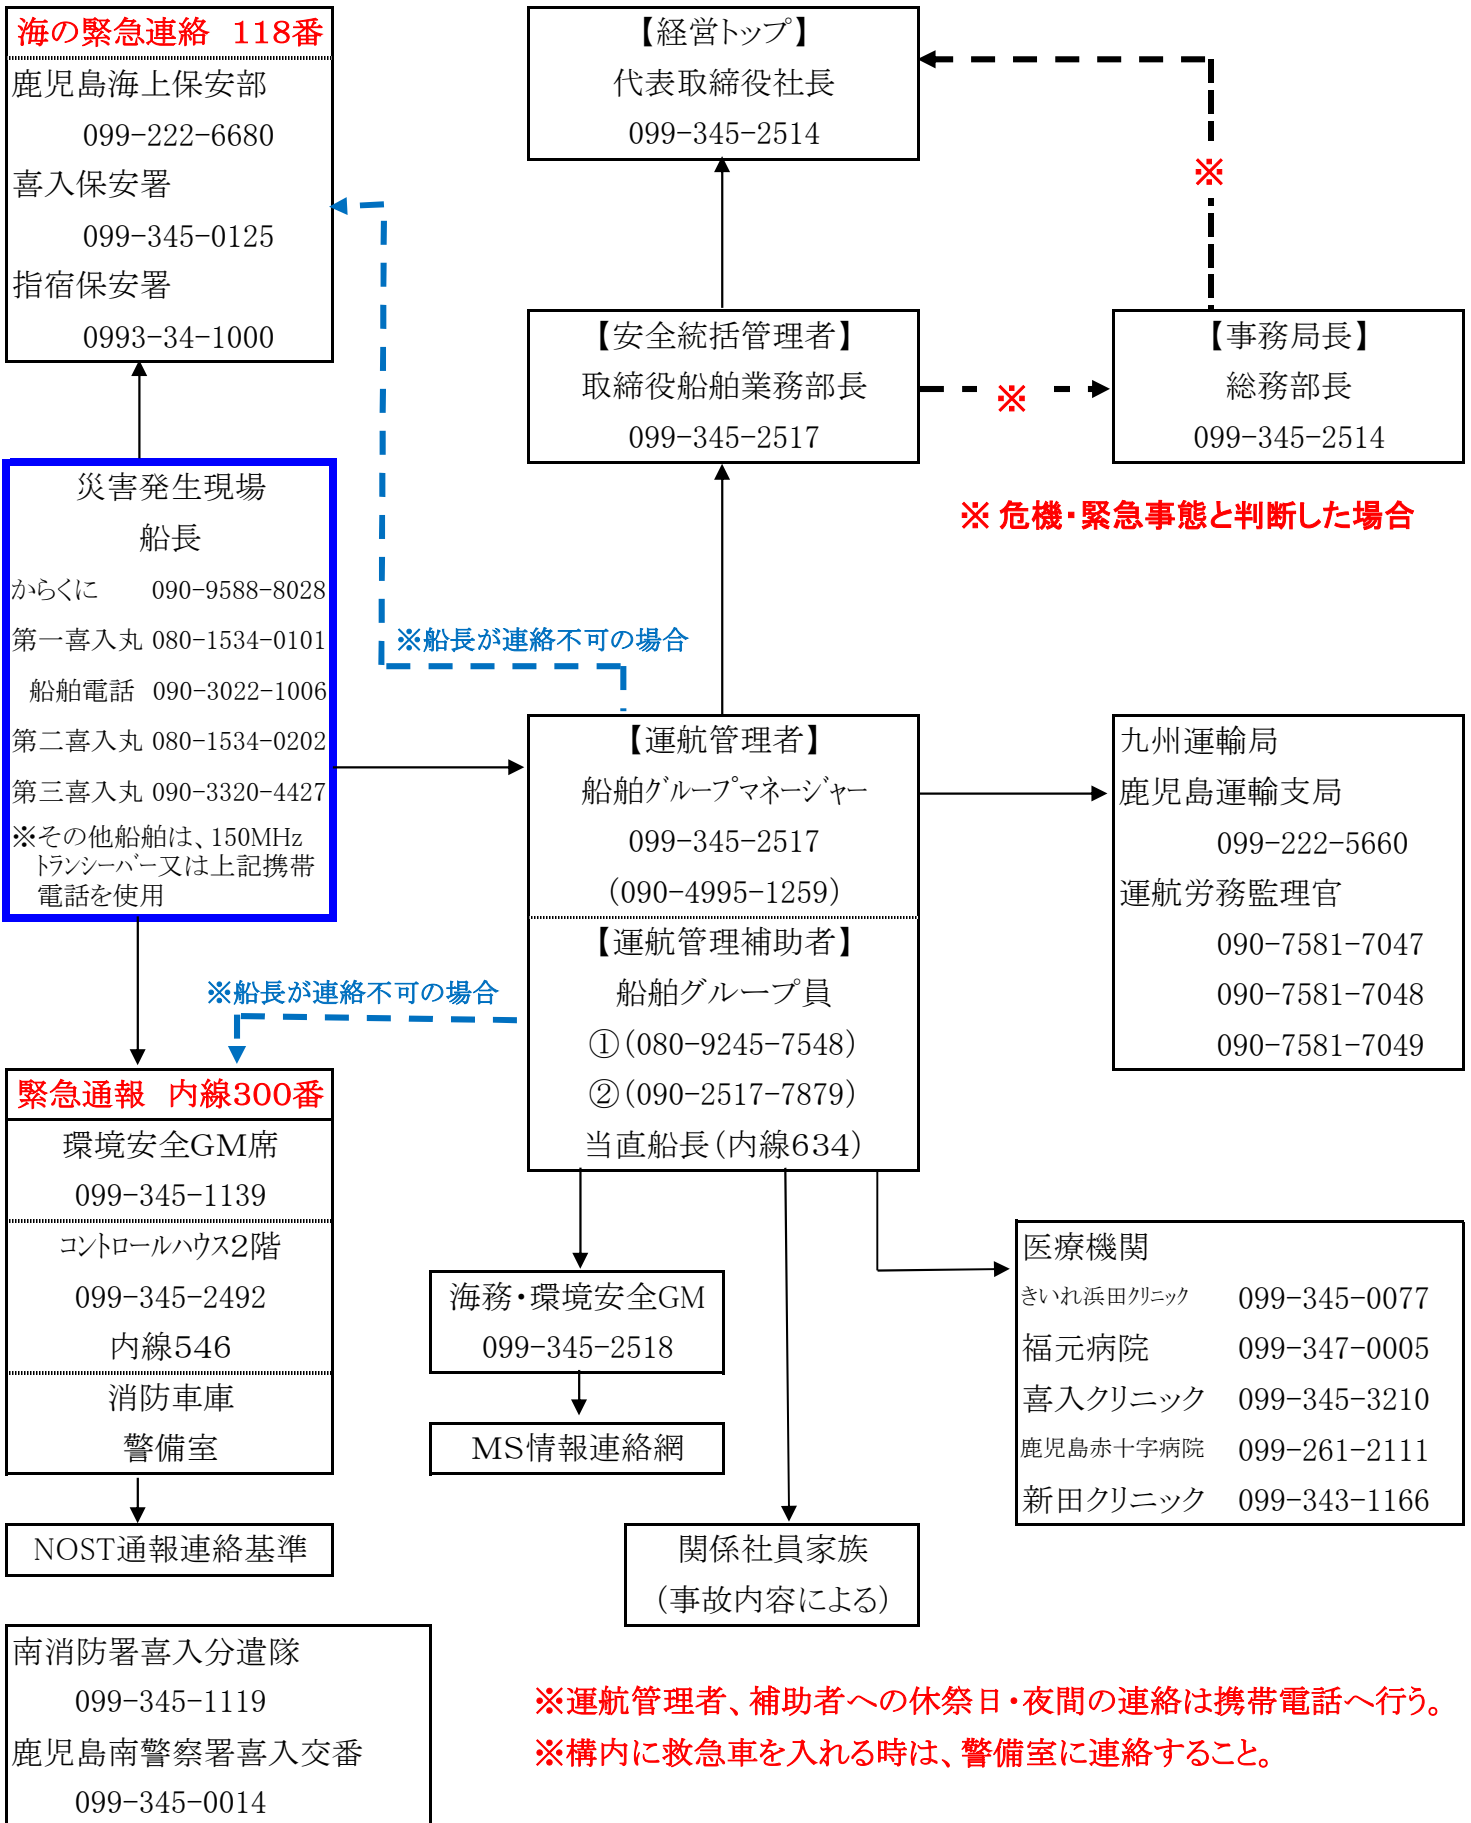 海の緊急連絡　118番
鹿児島海上保安部
099-222-6680
喜入保安署
099-345-0125
指宿保安署
0993-34-1000
【経営トップ】
代表取締役社長
099-345-2514
※
【安全統括管理者】
取締役船舶業務部長
099-345-2517
※
【事務局長】
総務部長
099-345-2514
※ 危機・緊急事態と判断した場合
災害発生現場
船長
からくに　090-9588-8028
第一喜入丸 080-1534-0101
船舶電話 090-3022-1006
第二喜入丸 080-1534-0202
第三喜入丸 090-3320-4427
※その他船舶は、150MHz
トランシーバー又は上記携帯
電話を使用
※船長が連絡不可の場合
【運航管理者】
船舶グループマネージャー
099-345-2517
（090-4995-1259）
【運航管理補助者】
船舶グループ員
①（080-9245-7548）
②（090-2517-7879）
当直船長（内線634）
九州運輸局
鹿児島運輸支局
099-222-5660
運航労務監理官
090-7581-7047
090-7581-7048
090-7581-7049
※船長が連絡不可の場合
緊急通報　内線300番
環境安全GM席
099-345-1139
コントロールハウス2階
099-345-2492
内線546
消防車庫
警備室
NOST通報連絡基準
海務・環境安全GM
099-345-2518
MS情報連絡網
関係社員家族
（事故内容による）
医療機関
きいれ浜田クリニック　099-345-0077
福元病院　099-347-0005
喜入クリニック　099-345-3210
鹿児島赤十字病院　099-261-2111
新田クリニック　099-343-1166
南消防署喜入分遣隊
099-345-1119
鹿児島南警察署喜入交番
099-345-0014
※運航管理者、補助者への休祭日・夜間の連絡は携帯電話へ行う。
※構内に救急車を入れる時は、警備室に連絡すること。